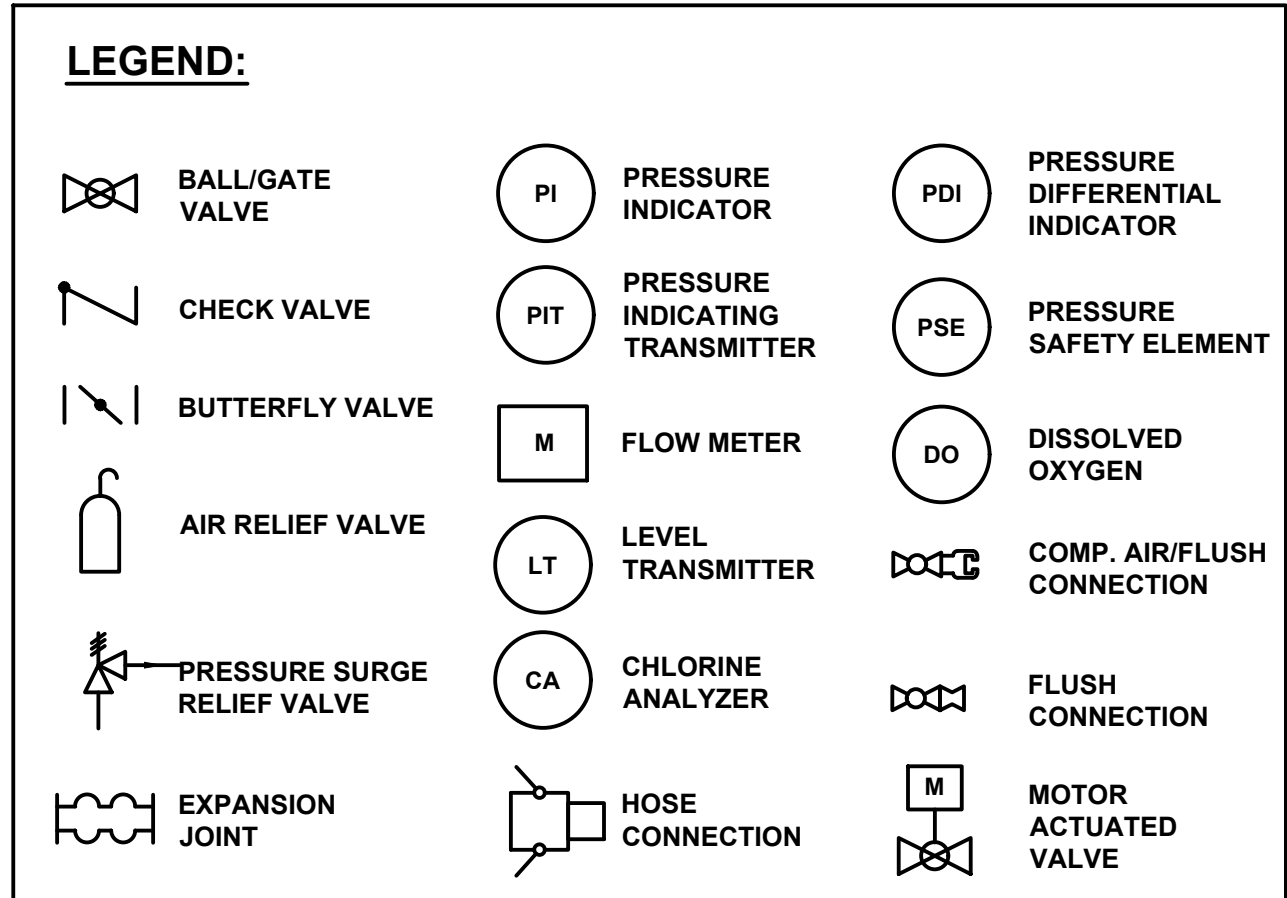 LEGEND:
BALL/GATE
VALVE
CHECK VALVE
BUTTERFLY VALVE
AIR RELIEF VALVE
PRESSURE SURGE
RELIEF VALVE
EXPANSION
JOINT
PI
PRESSURE
INDICATOR
PIT
PRESSURE
INDICATING
TRANSMITTER
M
FLOW METER
LT
LEVEL
TRANSMITTER
CA
CHLORINE
ANALYZER
HOSE
CONNECTION
PDI
PRESSURE
DIFFERENTIAL
INDICATOR
PSE
PRESSURE
SAFETY ELEMENT
DO
DISSOLVED
OXYGEN
COMP. AIR/FLUSH
CONNECTION
FLUSH
CONNECTION
M
MOTOR
ACTUATED
VALVE